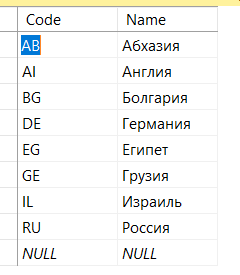 Code Name
AB Абхазия
AI Англия
BG Болгария
DE Германия
EG Египет
GE Грузия
IL Израиль
RU Россия
NULL NULL